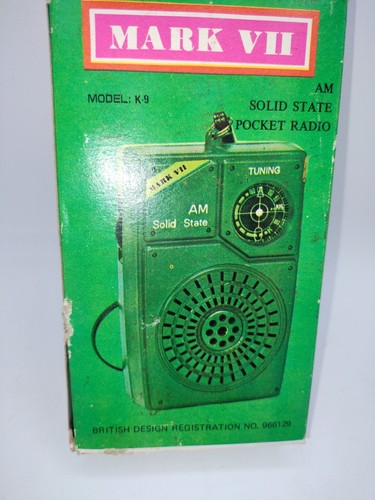 MARK VII
MODEL: K-9
AM
SOLID STATE
POCKET RADIO
MARK VII
TUNING
AM
Solid State
BRITISH DESIGN REGISTRATION NO. 966129